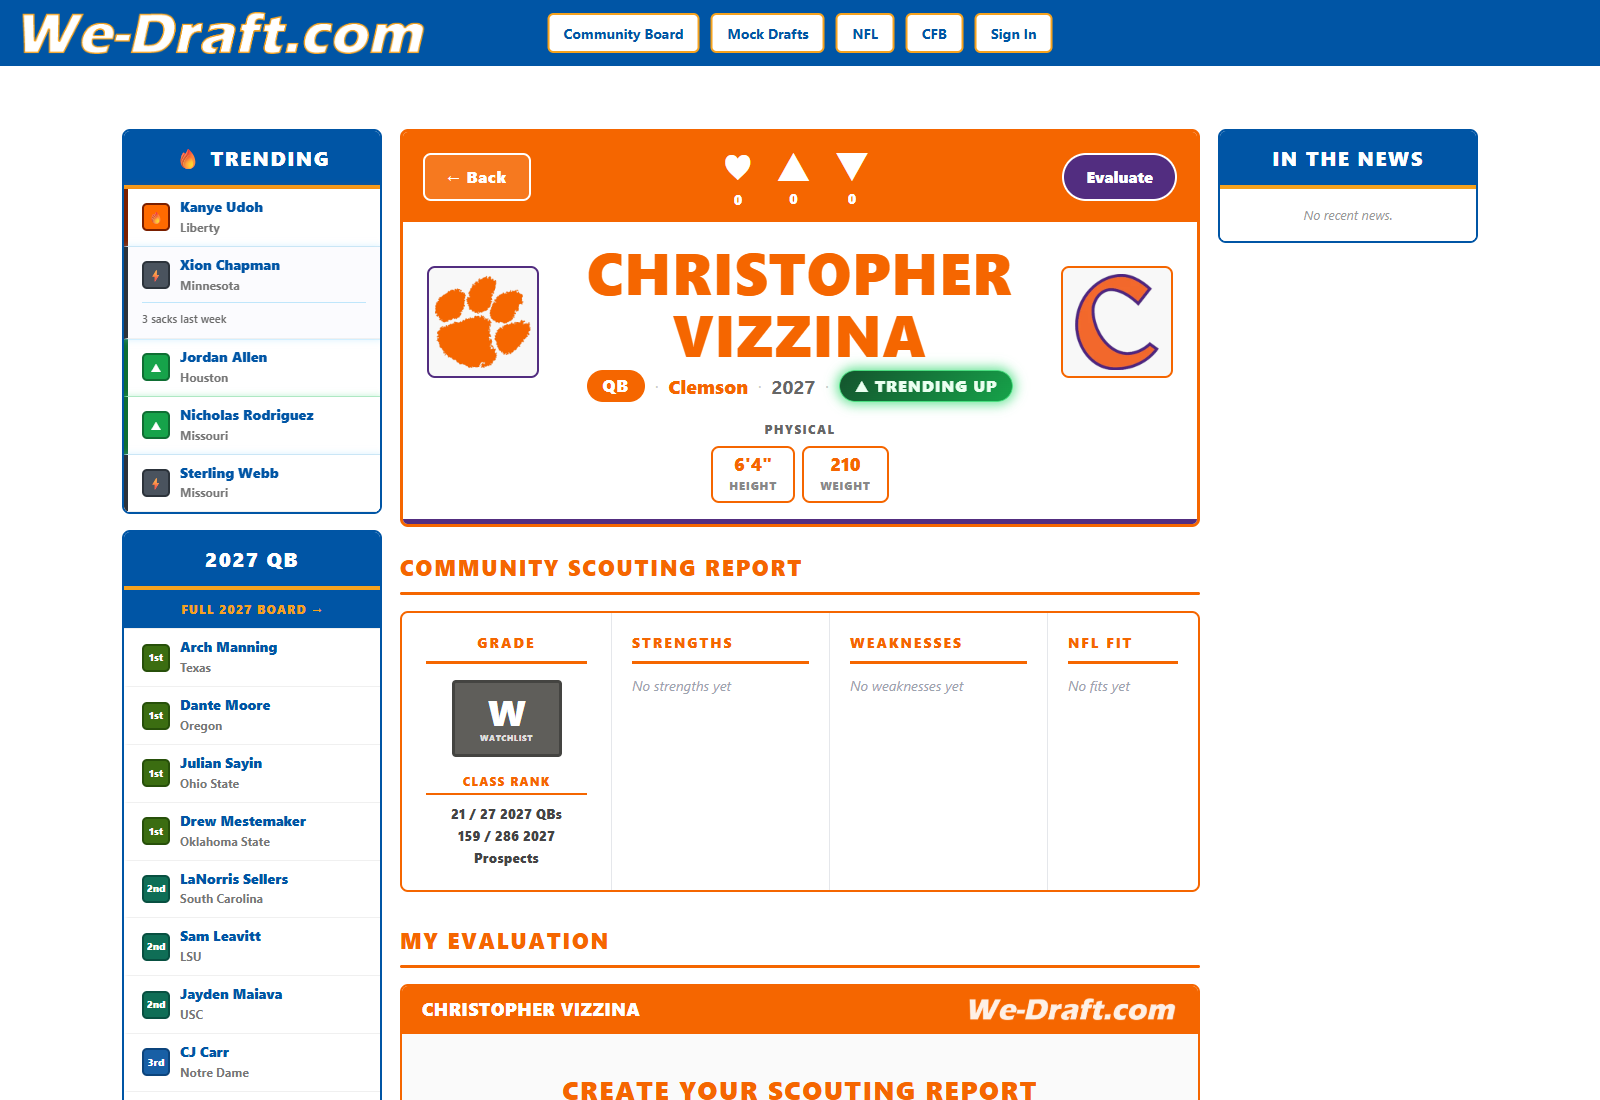 We-Draft.com
Community Board
Mock Drafts
NFL
CFB
Sign In
TRENDING
Kanye Udoh
Liberty
Xion Chapman
Minnesota
3 sacks last week
Jordan Allen
Houston
Nicholas Rodriguez
Missouri
Sterling Webb
Missouri
2027 QB
FULL 2027 BOARD →
1st
Arch Manning
Texas
1st
Dante Moore
Oregon
1st
Julian Sayin
Ohio State
1st
Drew Mestemaker
Oklahoma State
2nd
LaNorris Sellers
South Carolina
2nd
Sam Leavitt
LSU
2nd
Jayden Maiava
USC
3rd
CJ Carr
Notre Dame
← Back
0
0
0
Evaluate
CHRISTOPHER
VIZZINA
QB · Clemson · 2027 · ▲ TRENDING UP
PHYSICAL
6'4"
HEIGHT
210
WEIGHT
COMMUNITY SCOUTING REPORT
GRADE
W
WATCHLIST
CLASS RANK
21 / 27 2027 QBs
159 / 286 2027
Prospects
STRENGTHS
No strengths yet
WEAKNESSES
No weaknesses yet
NFL FIT
No fits yet
MY EVALUATION
CHRISTOPHER VIZZINA
We-Draft.com
CREATE YOUR SCOUTING REPORT
IN THE NEWS
No recent news.